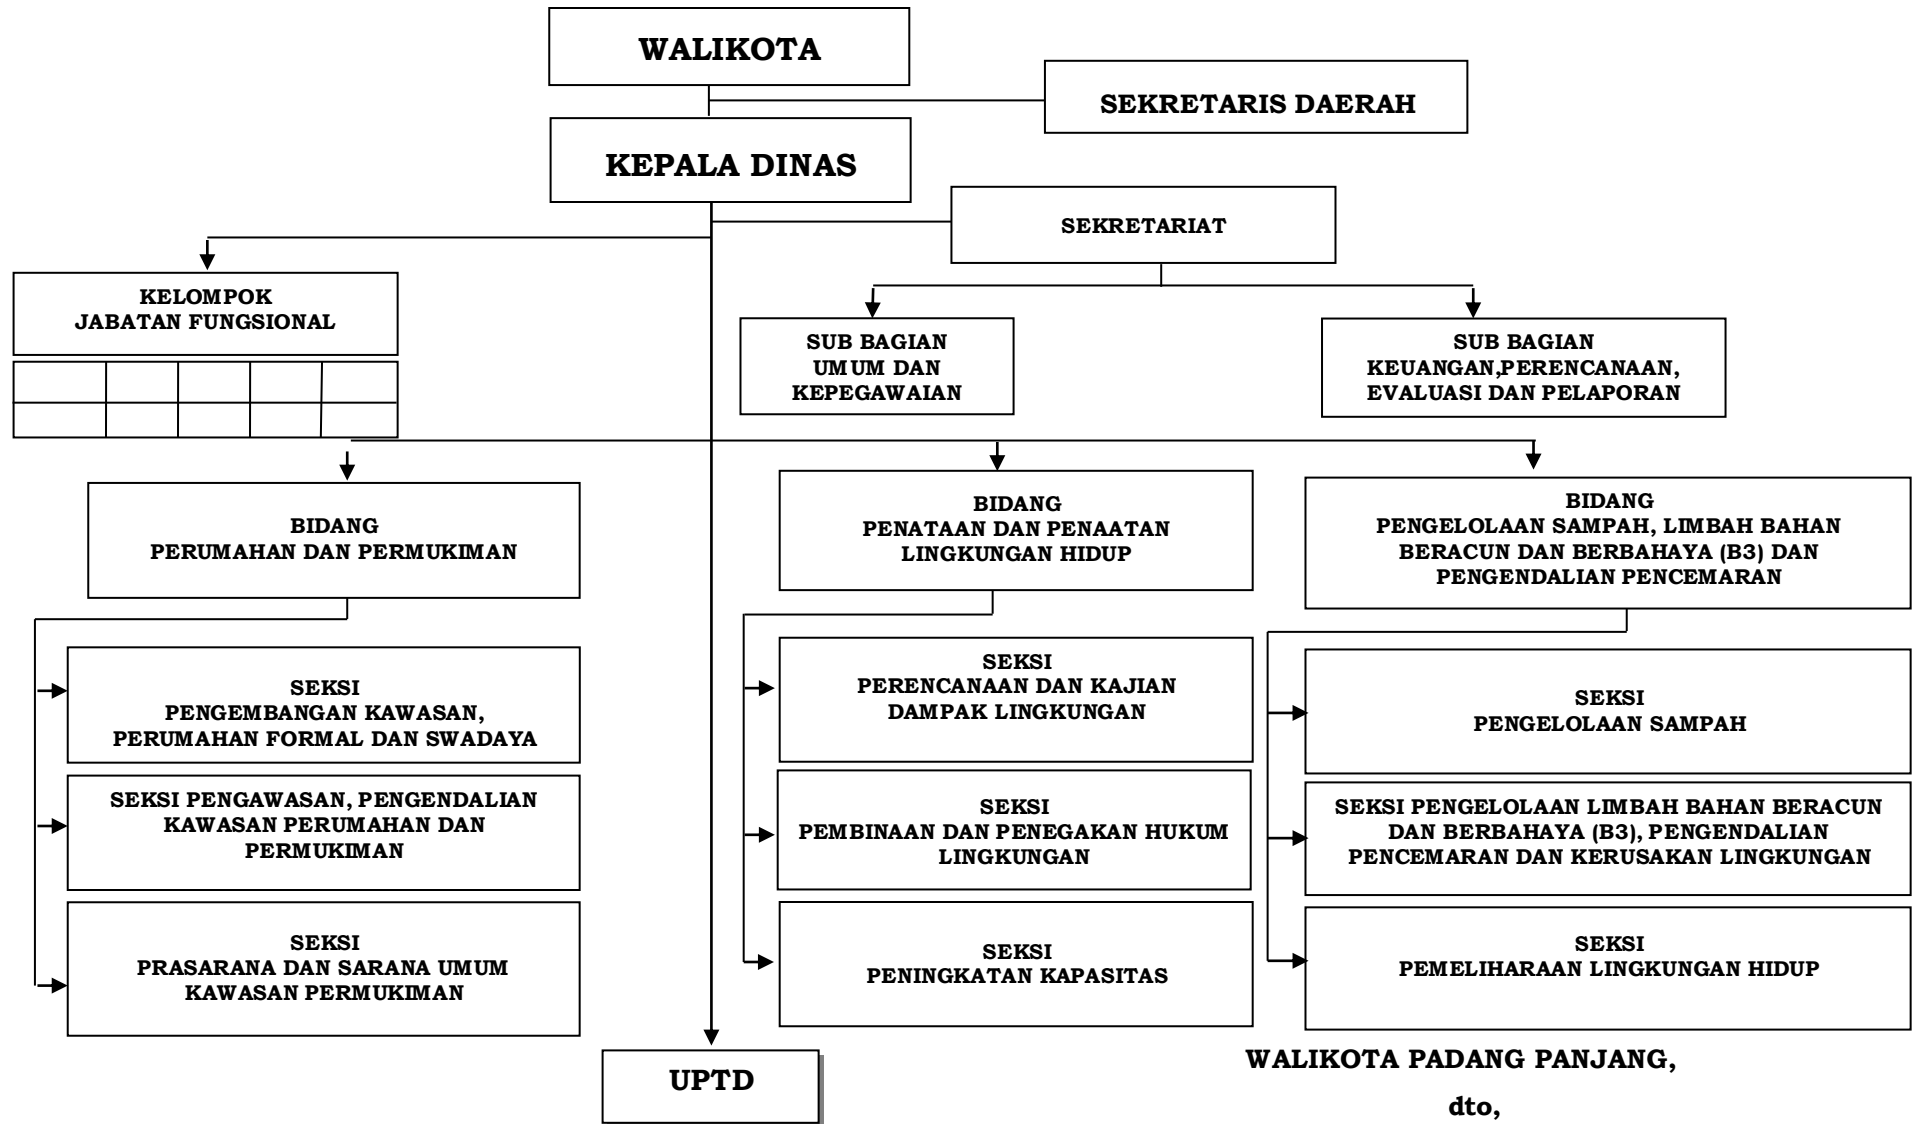 WALIKOTA
SEKRETARIS DAERAH
KEPALA DINAS
SEKRETARIAT
KELOMPOK
JABATAN FUNGSIONAL
SUB BAGIAN
UMUM DAN
KEPEGAWAIAN
SUB BAGIAN
KEUANGAN,PERENCANAAN,
EVALUASI DAN PELAPORAN
BIDANG
PERUMAHAN DAN PERMUKIMAN
BIDANG
PENATAAN DAN PENAATAN
LINGKUNGAN HIDUP
BIDANG
PENGELOLAAN SAMPAH, LIMBAH BAHAN
BERACUN DAN BERBAHAYA (B3) DAN
PENGENDALIAN PENCEMARAN
SEKSI
PENGEMBANGAN KAWASAN,
PERUMAHAN FORMAL DAN SWADAYA
SEKSI PENGAWASAN, PENGENDALIAN
KAWASAN PERUMAHAN DAN
PERMUKIMAN
SEKSI
PRASARANA DAN SARANA UMUM
KAWASAN PERMUKIMAN
SEKSI
PERENCANAAN DAN KAJIAN
DAMPAK LINGKUNGAN
SEKSI
PEMBINAAN DAN PENEGAKAN HUKUM
LINGKUNGAN
SEKSI
PENINGKATAN KAPASITAS
SEKSI
PENGELOLAAN SAMPAH
SEKSI PENGELOLAAN LIMBAH BAHAN BERACUN
DAN BERBAHAYA (B3), PENGENDALIAN
PENCEMARAN DAN KERUSAKAN LINGKUNGAN
SEKSI
PEMELIHARAAN LINGKUNGAN HIDUP
UPTD
WALIKOTA PADANG PANJANG,
dto,